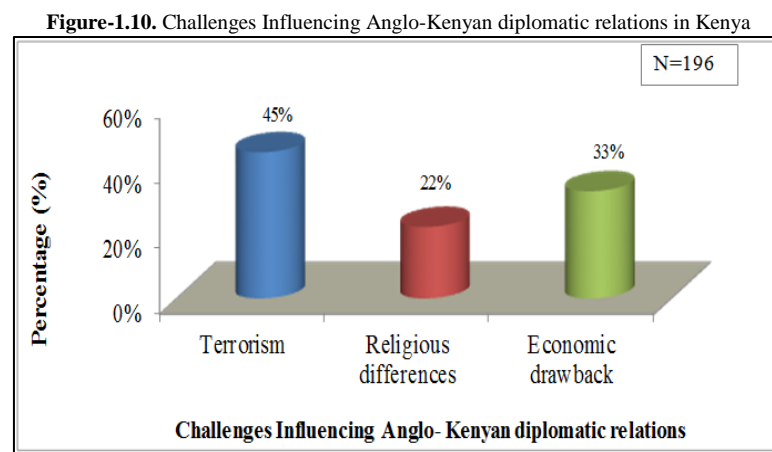 Figure-1.10. Challenges Influencing Anglo-Kenyan diplomatic relations in Kenya
N=196
Percentage (%)
60%
40%
20%
0%
45%
22%
33%
Terrorism
Religious
differences
Economic
drawback
Challenges Influencing Anglo- Kenyan diplomatic relations